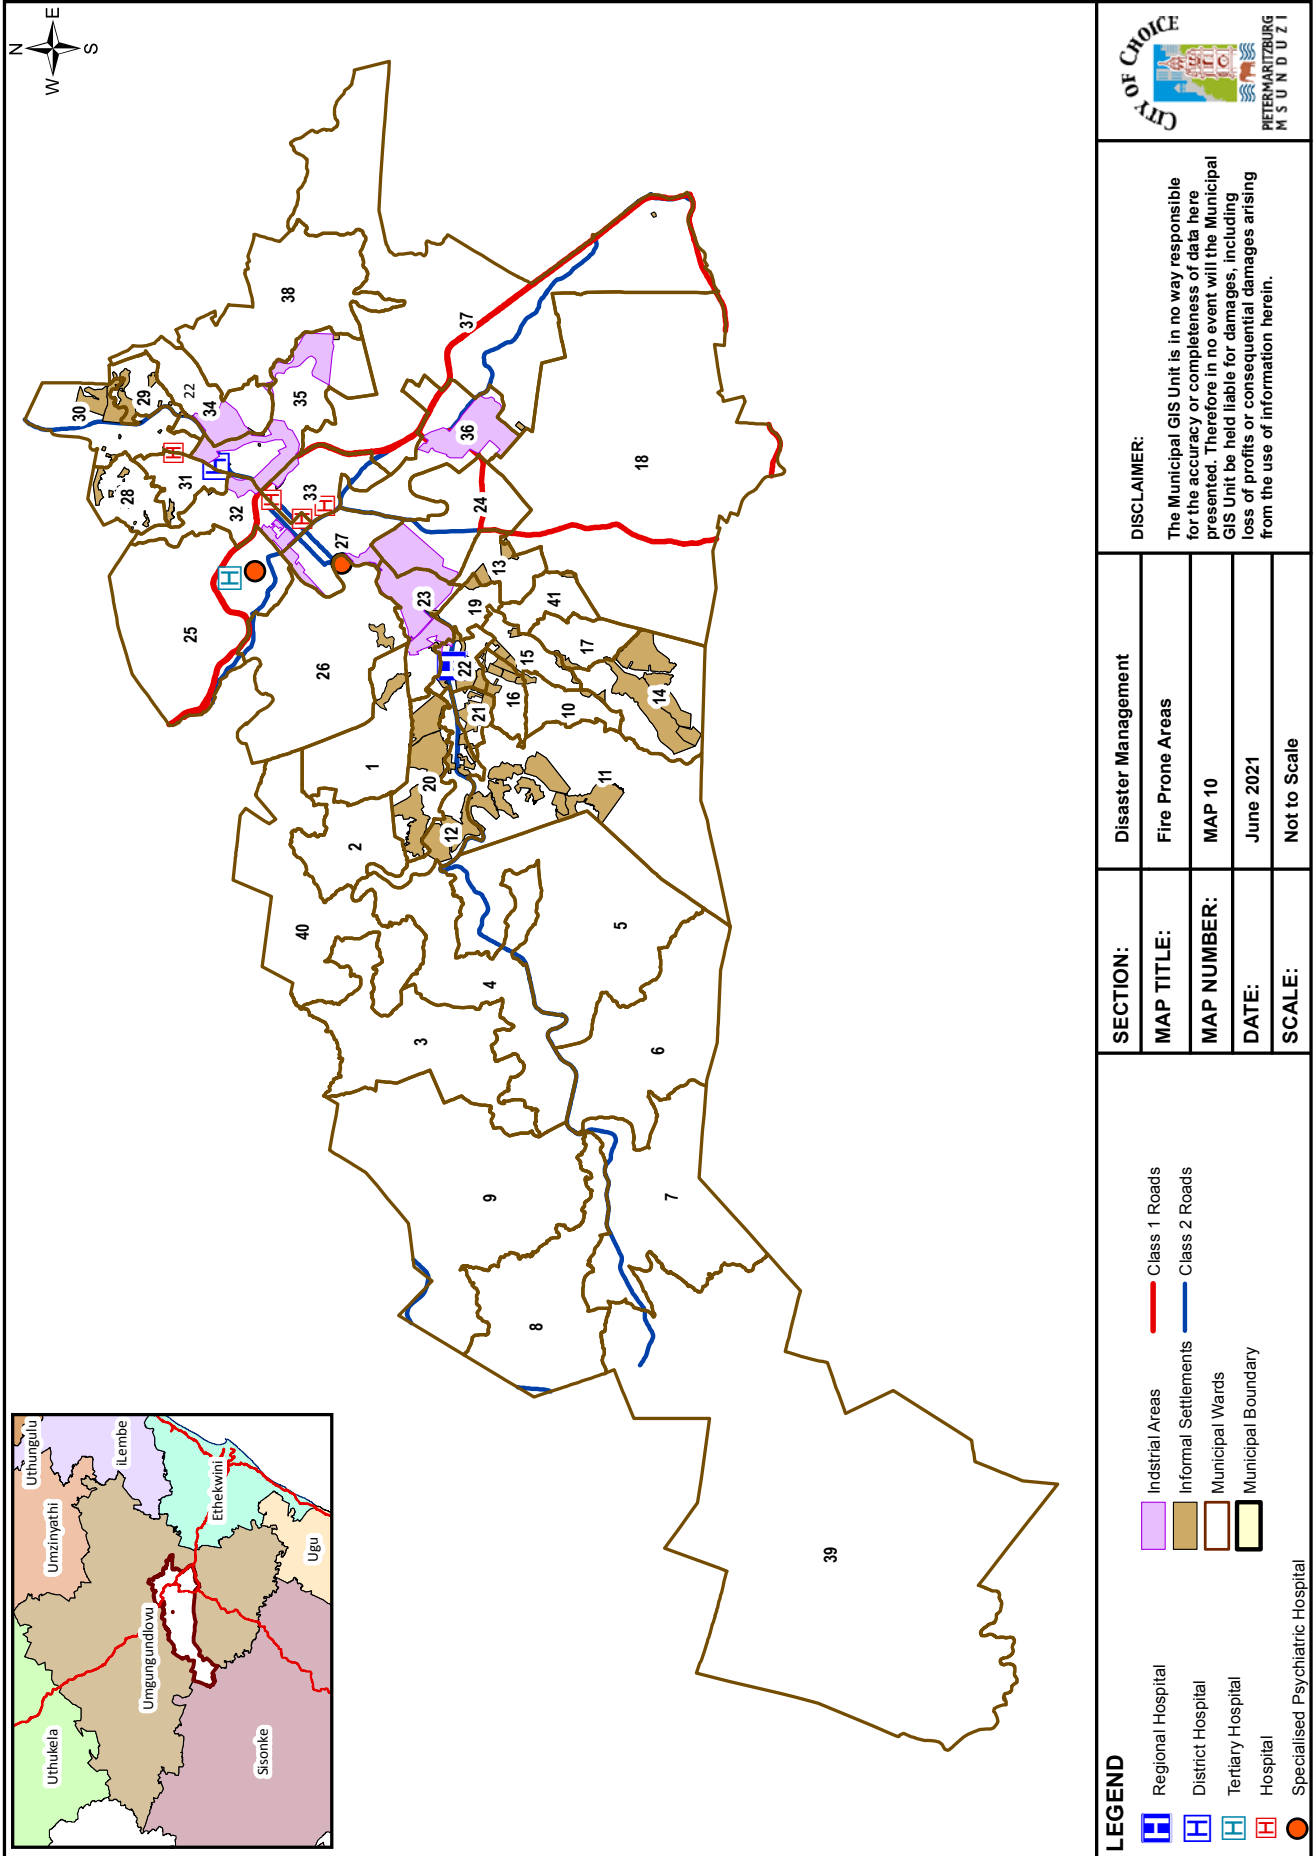 N
W
E
S
Uthungulu
Umzinyathi
iLembe
Uthukela
Umgungundlovu
Ethekwini
Ugu
Sisonke
30
29
22
28
34
31
38
32
35
33
37
25
27
36
18
24
26
23
13
19
41
22
15
17
1
21
16
10
14
20
2
12
11
40
5
4
3
6
9
7
8
39
LEGEND
Regional Hospital
District Hospital
Tertiary Hospital
Hospital
Specialised Psychiatric Hospital
Indstrial Areas
Informal Settlements
Municipal Wards
Municipal Boundary
Class 1 Roads
Class 2 Roads
SECTION:
Disaster Management
MAP TITLE:
Fire Prone Areas
MAP NUMBER:
MAP 10
DATE:
June 2021
SCALE:
Not to Scale
DISCLAIMER:
The Municipal GIS Unit is in no way responsible
for the accuracy or completeness of data here
presented. Therefore in no event will the Municipal
GIS Unit be held liable for damages, including
loss of profits or consequential damages arising
from the use of information herein.
CITY OF CHOICE
PIETERMARITZBURG
MSUNDUZI